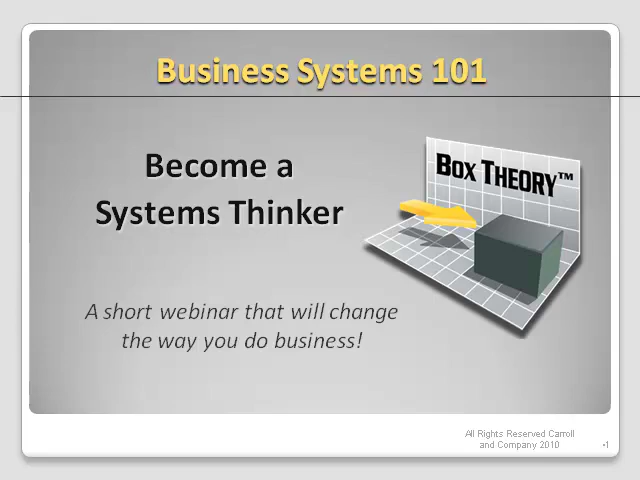 Business Systems 101
Become a
Systems Thinker
BOX THEORY™
A short webinar that will change
the way you do business!
All Rights Reserved Carroll
and Company 2010
•1